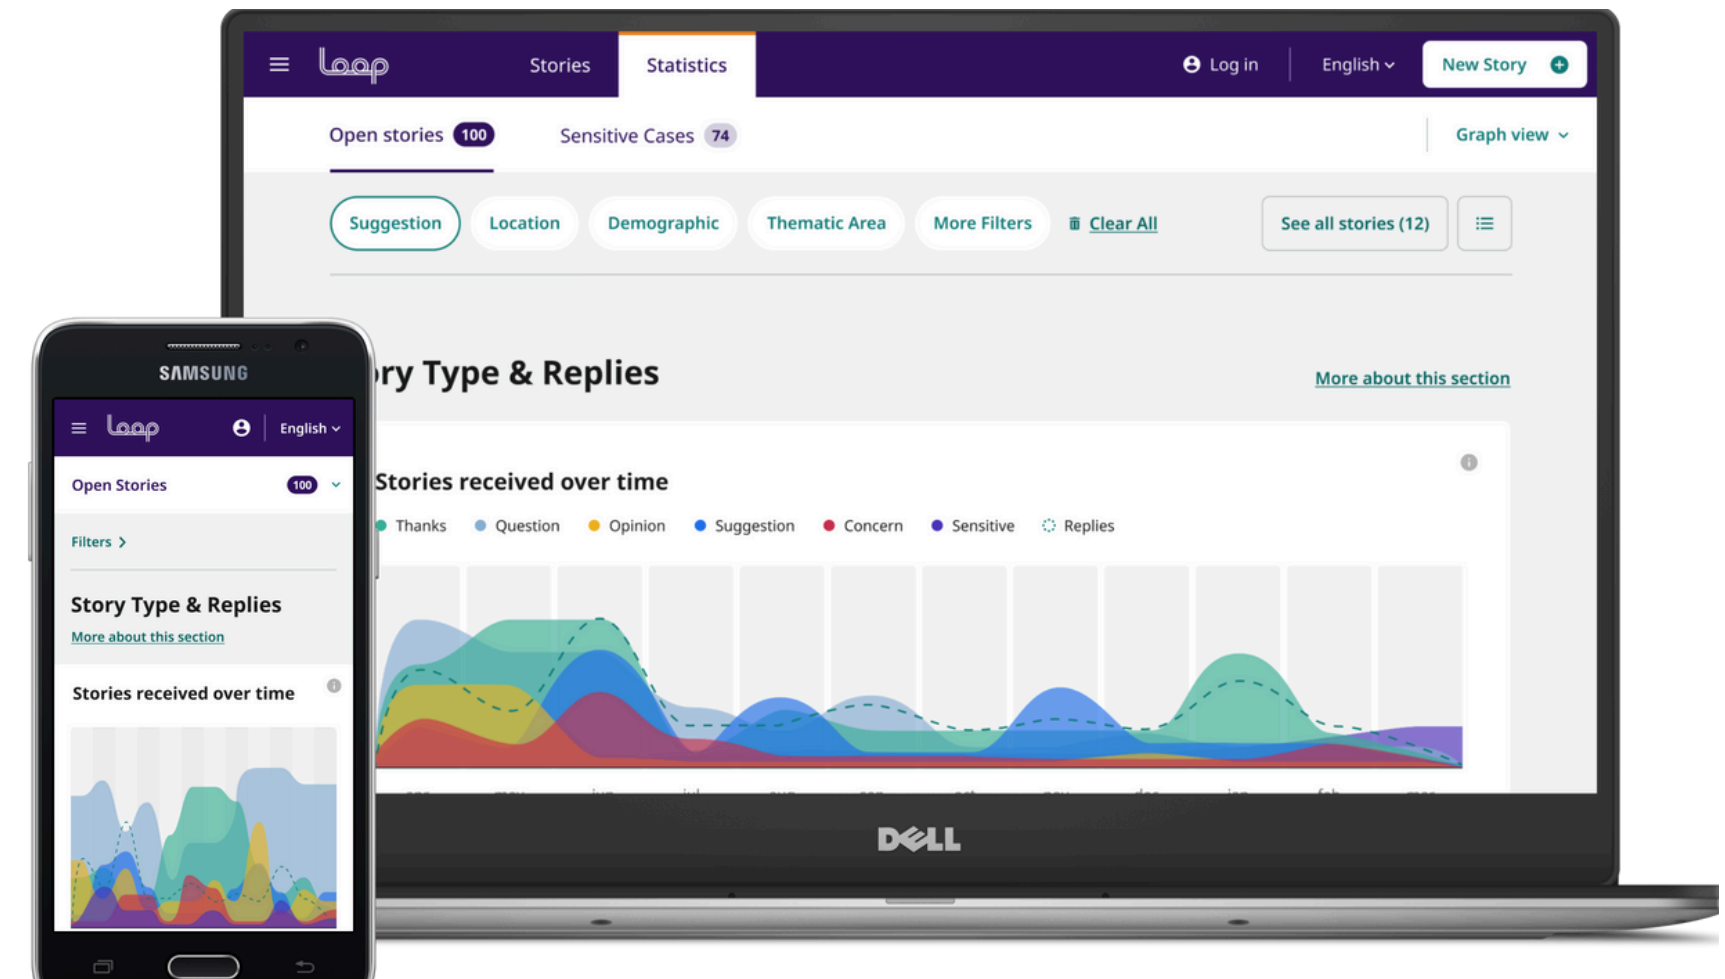 Loop
Stories
Statistics
Log in
English
New Story
Open stories 100
Sensitive Cases 74
Graph view
Suggestion
Location
Demographic
Thematic Area
More Filters
Clear All
See all stories (12)
ry Type & Replies
More about this section
Stories received over time
Thanks
Question
Opinion
Suggestion
Concern
Sensitive
Replies
DELL
SAMSUNG
Loop
English
Open Stories 100
Filters
Story Type & Replies
More about this section
Stories received over time